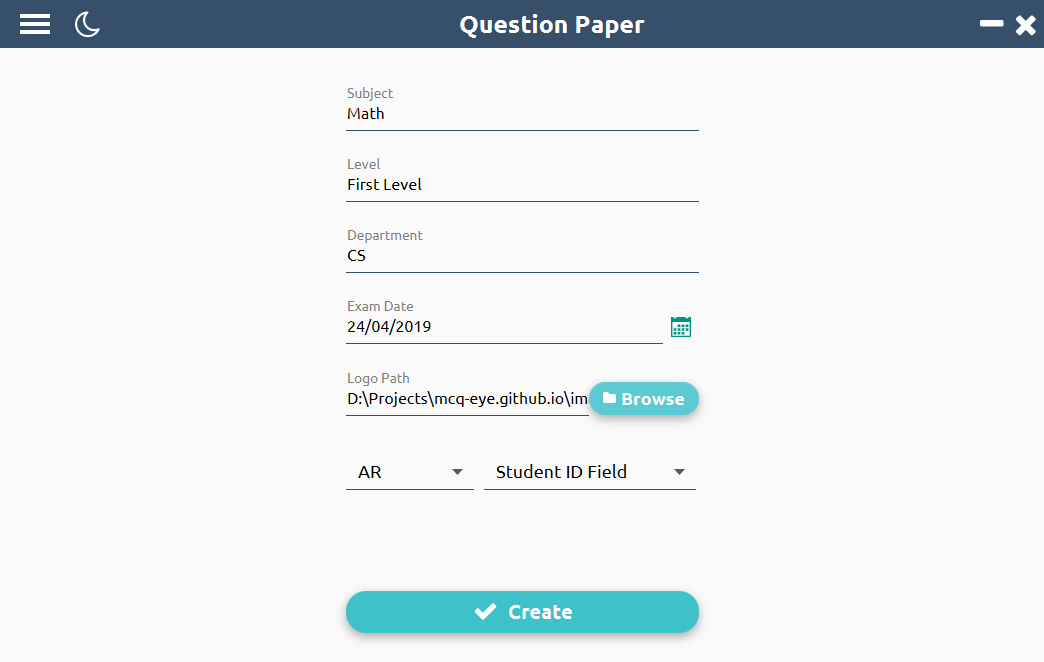 Question Paper
Subject
Math
Level
First Level
Department
CS
Exam Date
24/04/2019
Logo Path
D:\Projects\mcq-eye.github.io\im
Browse
AR
Student ID Field
Create